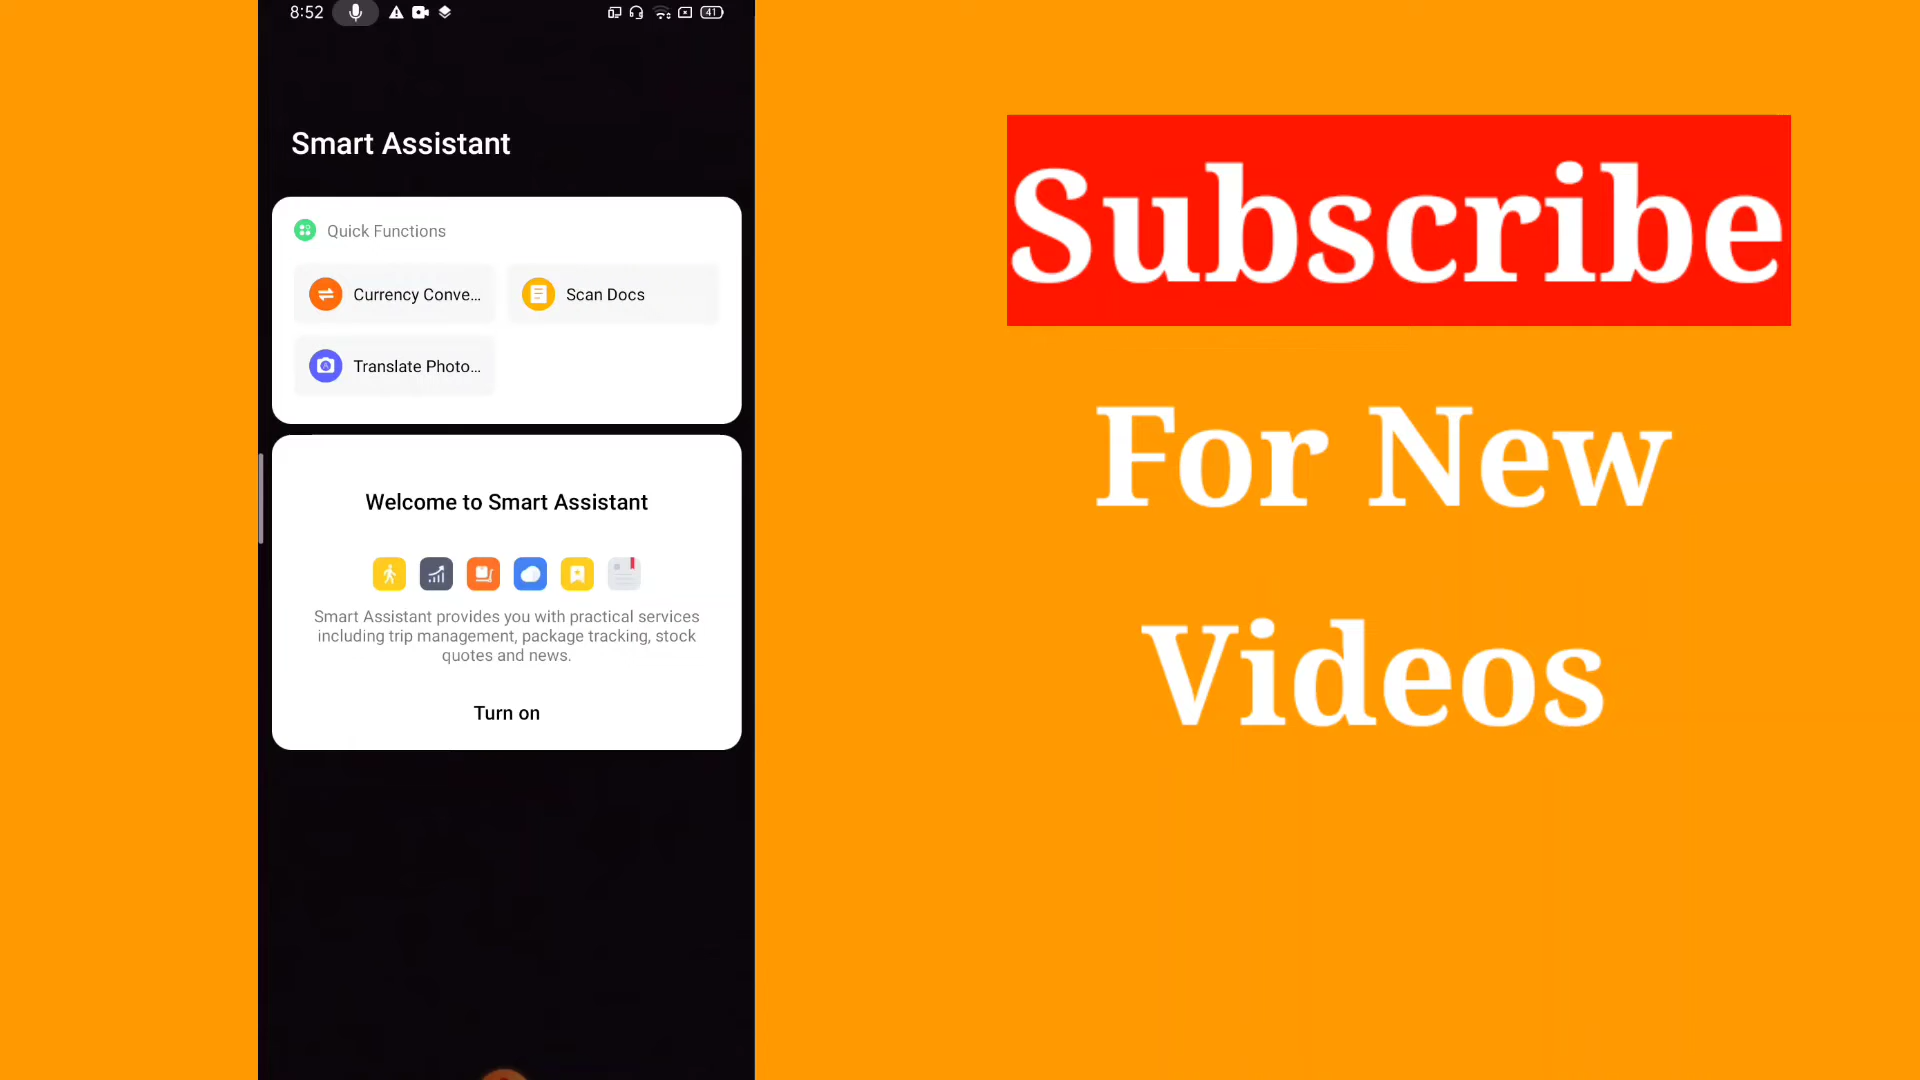 8:52
41
Smart Assistant
Quick Functions
Currency Conve...
Scan Docs
Translate Photo...
Welcome to Smart Assistant
Smart Assistant provides you with practical services
including trip management, package tracking, stock
quotes and news.
Turn on
Subscribe
For New
Videos